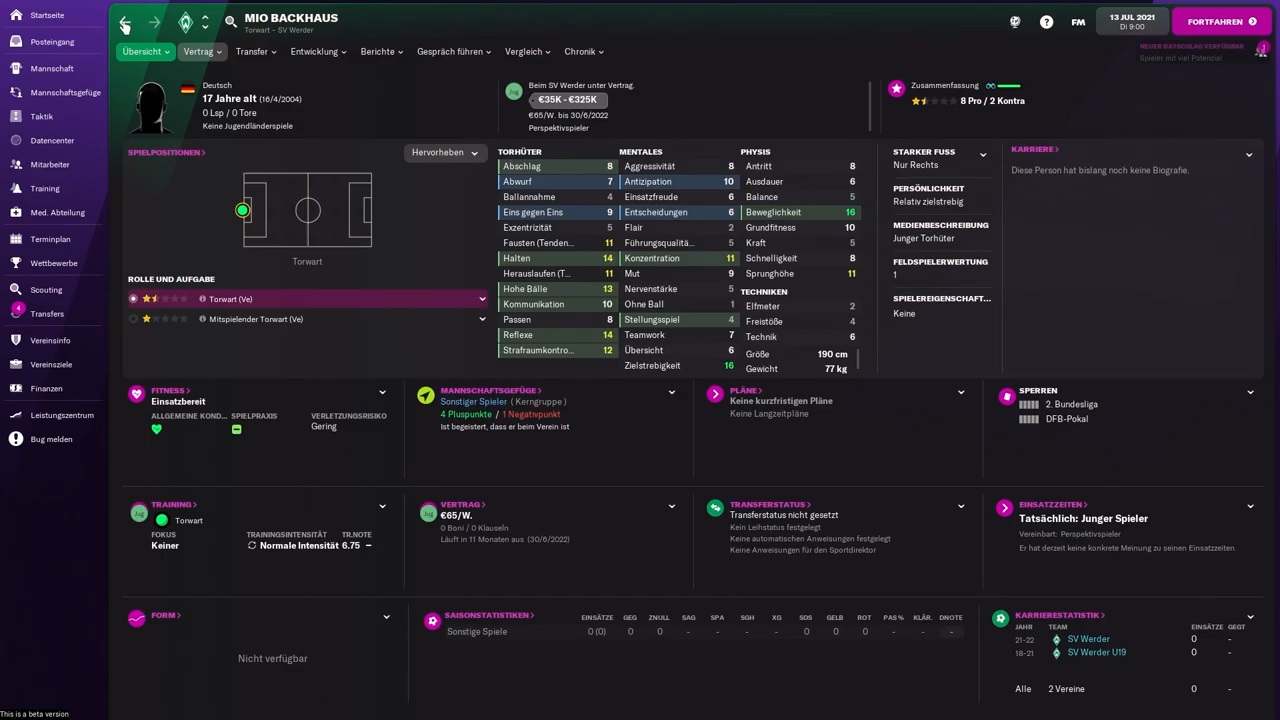 Startseite
Posteingang
Mannschaft
Mannschaftsgefüge
Taktik
Datencenter
Mitarbeiter
Training
Med. Abteilung
Terminplan
Wettbewerbe
Scouting
4
Transfers
Vereinsinfo
Vereinsziele
Finanzen
Leistungszentrum
Bug melden
This is a beta version
MIO BACKHAUS
Torwart – SV Werder
FM
13 JUL 2021
Di 9:00
FORTFAHREN
Übersicht
Vertrag
Transfer
Entwicklung
Berichte
Gespräch führen
Vergleich
Chronik
NEUER RATSCHLAG VERFÜGBAR
Spieler mit viel Potenzial
Deutsch
17 Jahre alt (16/4/2004)
0 Lsp / 0 Tore
Keine Jugendländerspiele
Jug
Beim SV Werder unter Vertrag.
€35K - €325K
€65/W. bis 30/6/2022
Perspektivspieler
Zusammenfassung
8 Pro / 2 Kontra
SPIELPOSITIONEN
Hervorheben
Torwart
ROLLE UND AUFGABE
Torwart (Ve)
Mitspielender Torwart (Ve)
TORHÜTER
Abschlag 8
Abwurf 7
Ballannahme 4
Eins gegen Eins 9
Exzentrizität 5
Fausten (Tenden... 11
Halten 14
Herauslaufen (T... 11
Hohe Bälle 13
Kommunikation 10
Passen 8
Reflexe 14
Strafraumkontro... 12
MENTALES
Aggressivität 8
Antizipation 10
Einsatzfreude 6
Entscheidungen 6
Flair 2
Führungsqualitä... 5
Konzentration 11
Mut 9
Nervenstärke 5
Ohne Ball 1
Stellungsspiel 4
Teamwork 7
Übersicht 6
Zielstrebigkeit 16
PHYSIS
Antritt 8
Ausdauer 6
Balance 5
Beweglichkeit 16
Grundfitness 10
Kraft 5
Schnelligkeit 8
Sprunghöhe 11
TECHNIKEN
Elfmeter 2
Freistöße 4
Technik 6
Größe 190 cm
Gewicht 77 kg
STARKER FUSS
Nur Rechts
PERSÖNLICHKEIT
Relativ zielstrebig
MEDIENBESCHREIBUNG
Junger Torhüter
FELDSPIELERWERTUNG
1
SPIELEREIGENSCHAFT...
Keine
KARRIERE
Diese Person hat bislang noch keine Biografie.
FITNESS
Einsatzbereit
ALLGEMEINE KOND... SPIELPRAXIS VERLETZUNGSRISIKO
Gering
MANNSCHAFTSGEFÜGE
Sonstiger Spieler ( Kerngruppe )
4 Pluspunkte / 1 Negativpunkt
Ist begeistert, dass er beim Verein ist
PLÄNE
Keine kurzfristigen Pläne
Keine Langzeitpläne
SPERREN
2. Bundesliga
DFB-Pokal
TRAINING
Jug
Torwart
FOKUS TRAININGSINTENSITÄT TR.NOTE
Keiner Normale Intensität 6.75 –
VERTRAG
Jug
€65/W.
0 Boni / 0 Klauseln
Läuft in 11 Monaten aus (30/6/2022)
TRANSFERSTATUS
Transferstatus nicht gesetzt
Kein Leihstatus festgelegt
Keine automatischen Anweisungen festgelegt
Keine Anweisungen für den Sportdirektor
EINSATZZEITEN
Tatsächlich: Junger Spieler
Vereinbart: Perspektivspieler
Er hat derzeit keine konkrete Meinung zu seinen Einsatzzeiten.
FORM
Nicht verfügbar
SAISONSTATISTIKEN EINSÄTZE GEG ZNULL SAG SPA SGH XG SDS GELB ROT PAS % KLÄR. DNOTE
Sonstige Spiele 0 (0) 0 0 - - - - 0 0 0 - - -
KARRIERESTATISTIK
JAHR TEAM EINSÄTZE GEGT
21-22 SV Werder 0 -
18-21 SV Werder U19 0 -
Alle 2 Vereine 0 -